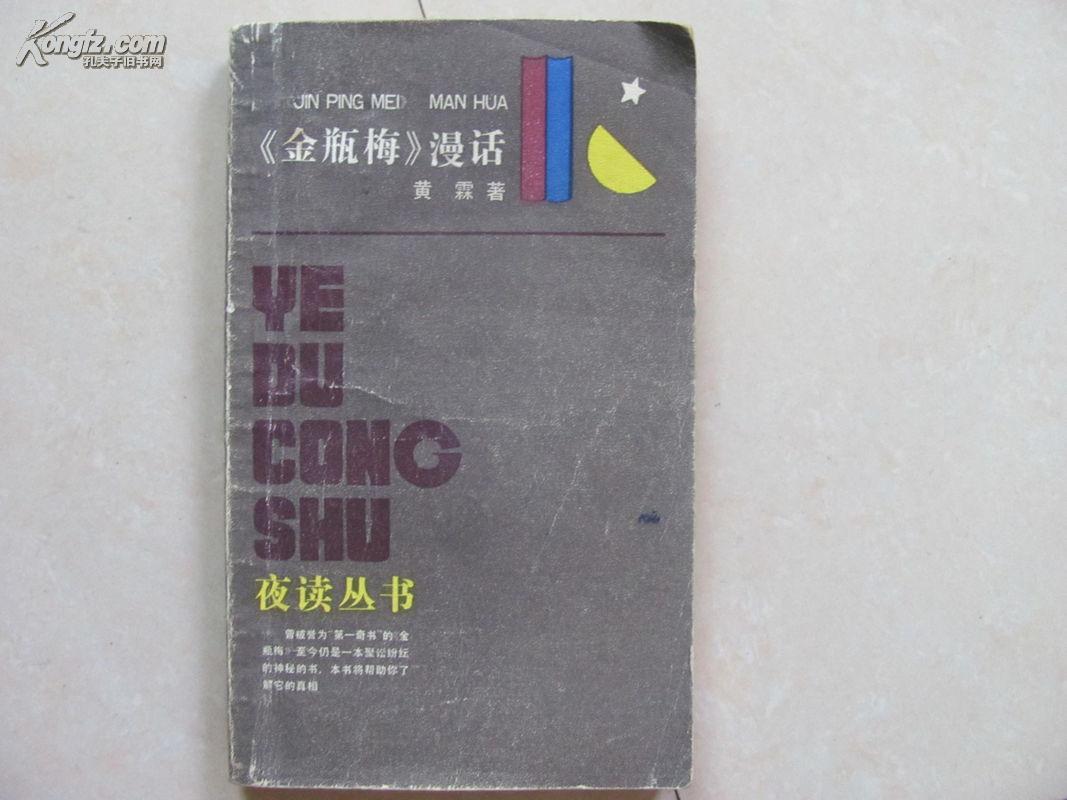 Kongfz.com
孔夫子旧书网
《JIN PING MEI》 MAN HUA
《金瓶梅》漫话
黄 霖 著
YE
DU
CONG
SHU
夜读丛书
曾被誉为“第一奇书”的《金
瓶梅》至今仍是一本聚讼纷纭
的神秘的书，本书将帮助你了
解它的真相